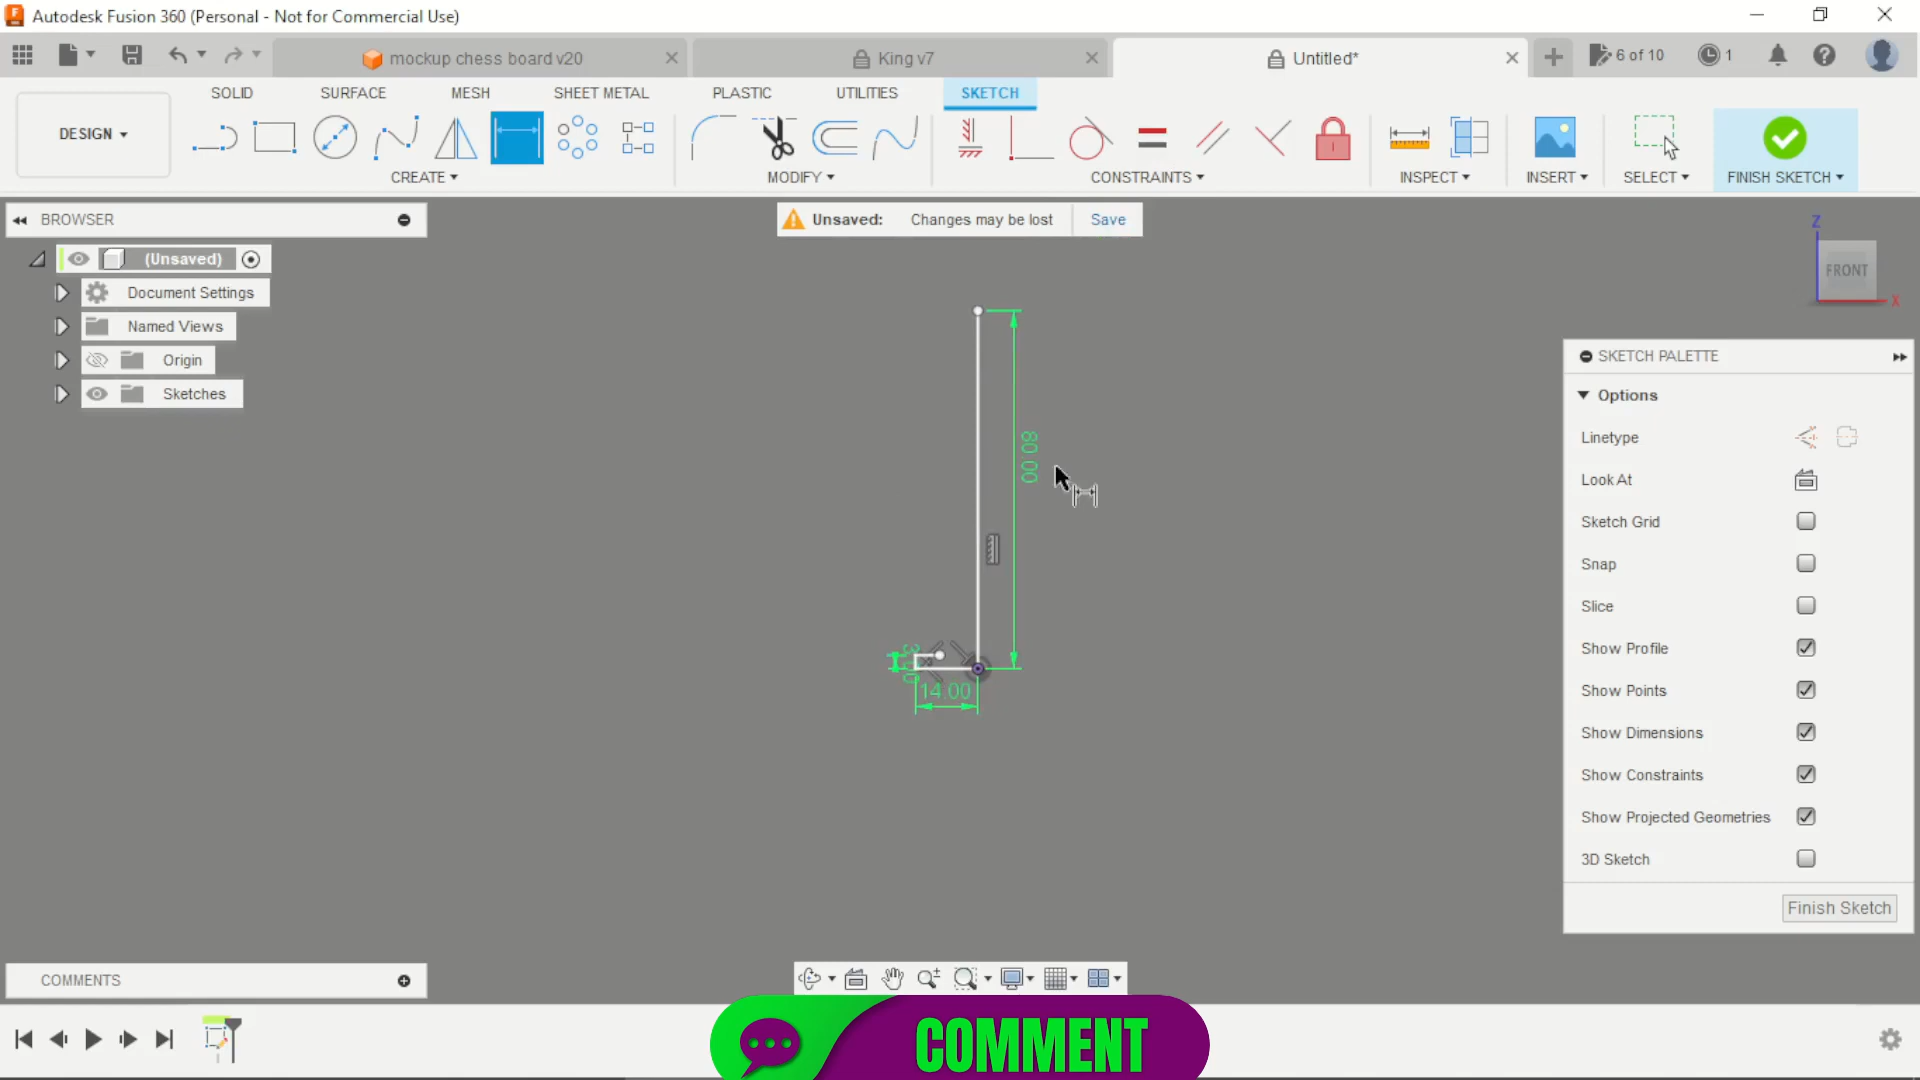 Autodesk Fusion 360 (Personal - Not for Commercial Use)
mockup chess board v20
King v7
Untitled*
6 of 10
1
SOLID
SURFACE
MESH
SHEET METAL
PLASTIC
UTILITIES
SKETCH
DESIGN
CREATE
MODIFY
CONSTRAINTS
INSPECT
INSERT
SELECT
FINISH SKETCH
BROWSER
Unsaved: Changes may be lost Save
(Unsaved)
Document Settings
Named Views
Origin
Sketches
Z
FRONT
X
80.00
3.00
14.00
SKETCH PALETTE
Options
Linetype
Look At
Sketch Grid
Snap
Slice
Show Profile
Show Points
Show Dimensions
Show Constraints
Show Projected Geometries
3D Sketch
Finish Sketch
COMMENTS
COMMENT